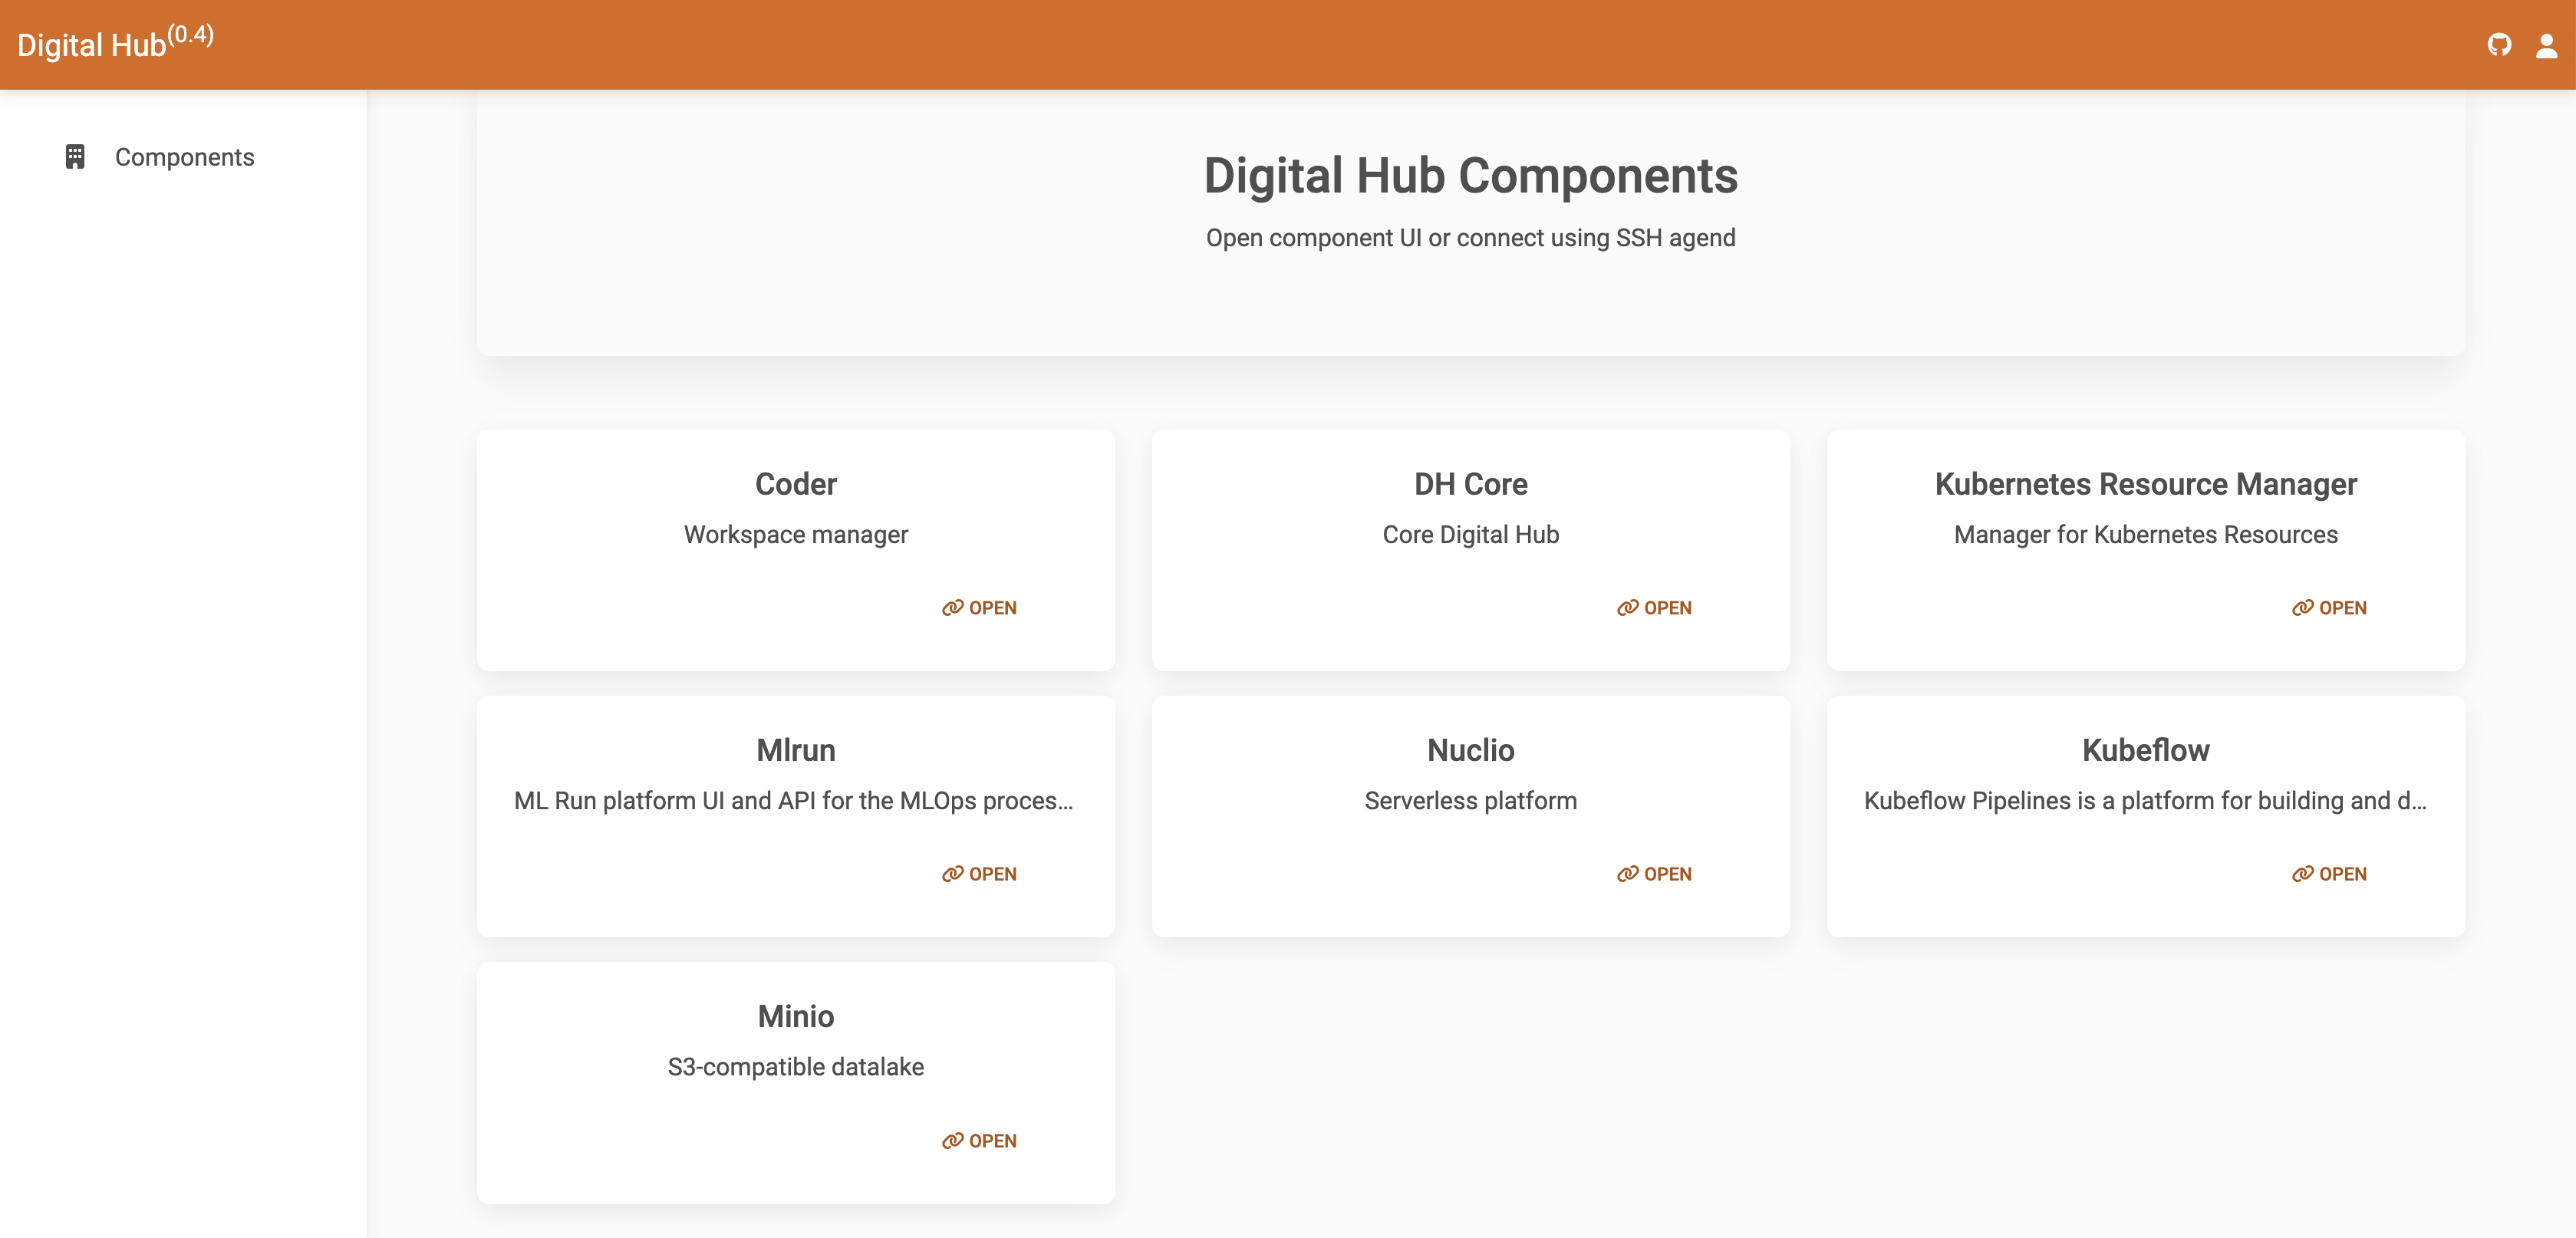 Digital Hub(0.4)
Components
Digital Hub Components
Open component UI or connect using SSH agend
Coder
Workspace manager
OPEN
DH Core
Core Digital Hub
OPEN
Kubernetes Resource Manager
Manager for Kubernetes Resources
OPEN
Mlrun
ML Run platform UI and API for the MLOps proces...
OPEN
Nuclio
Serverless platform
OPEN
Kubeflow
Kubeflow Pipelines is a platform for building and d...
OPEN
Minio
S3-compatible datalake
OPEN